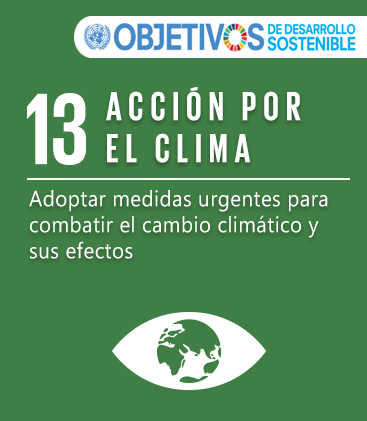 OBJETIVOS DE DESARROLLO
SOSTENIBLE
13 ACCIÓN POR
EL CLIMA
Adoptar medidas urgentes para
combatir el cambio climático y
sus efectos